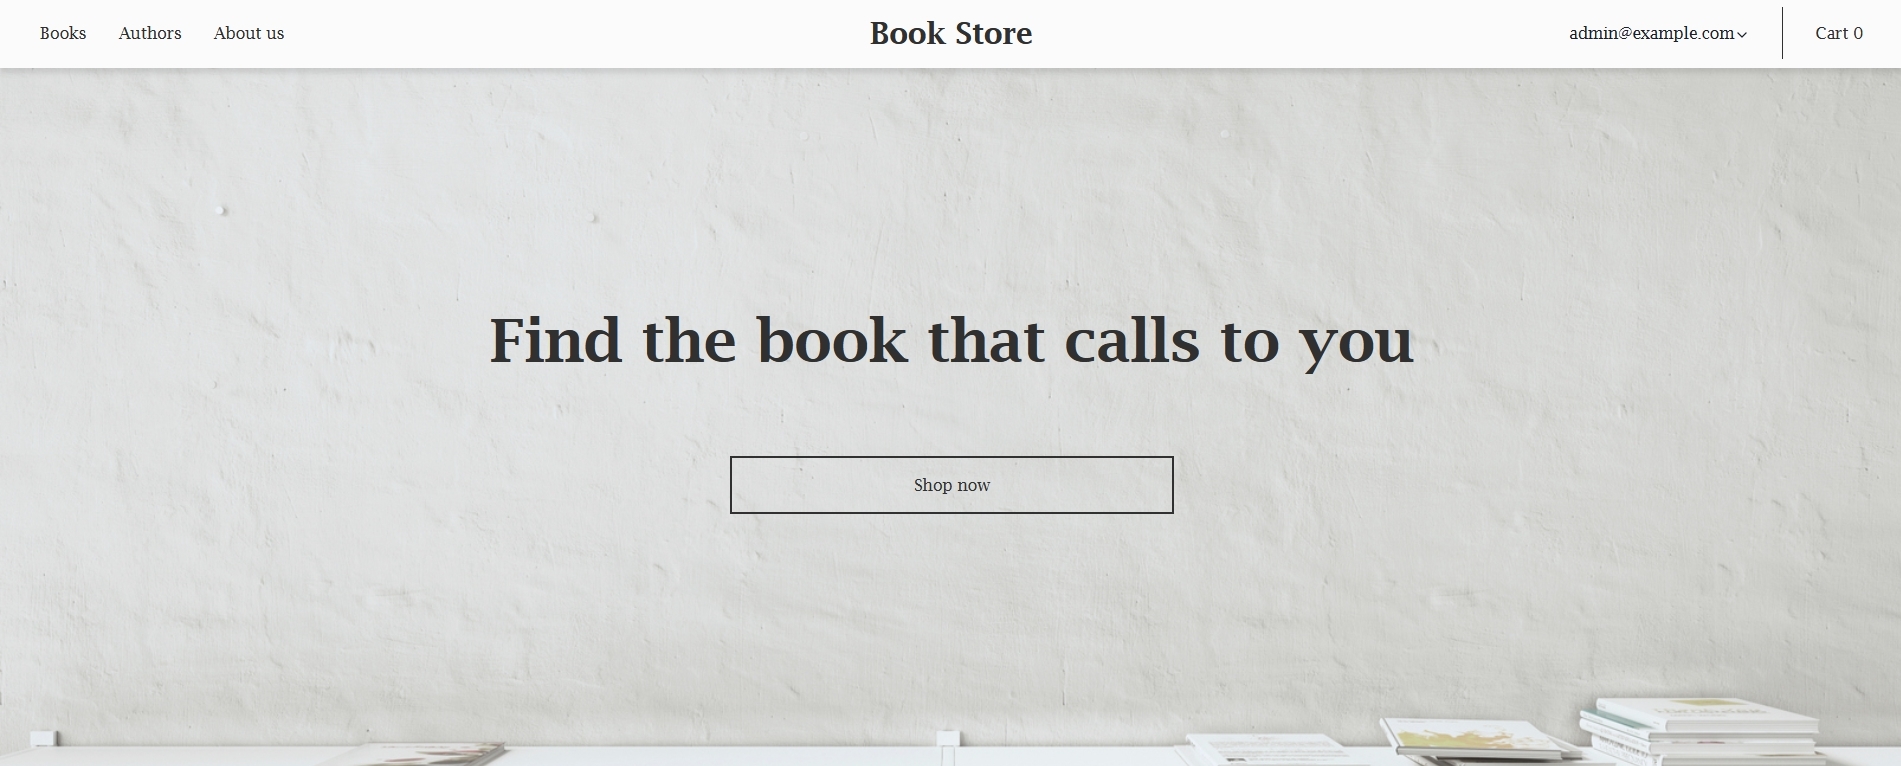 Books Authors About us Book Store admin@example.com Cart 0
Find the book that calls to you
Shop now